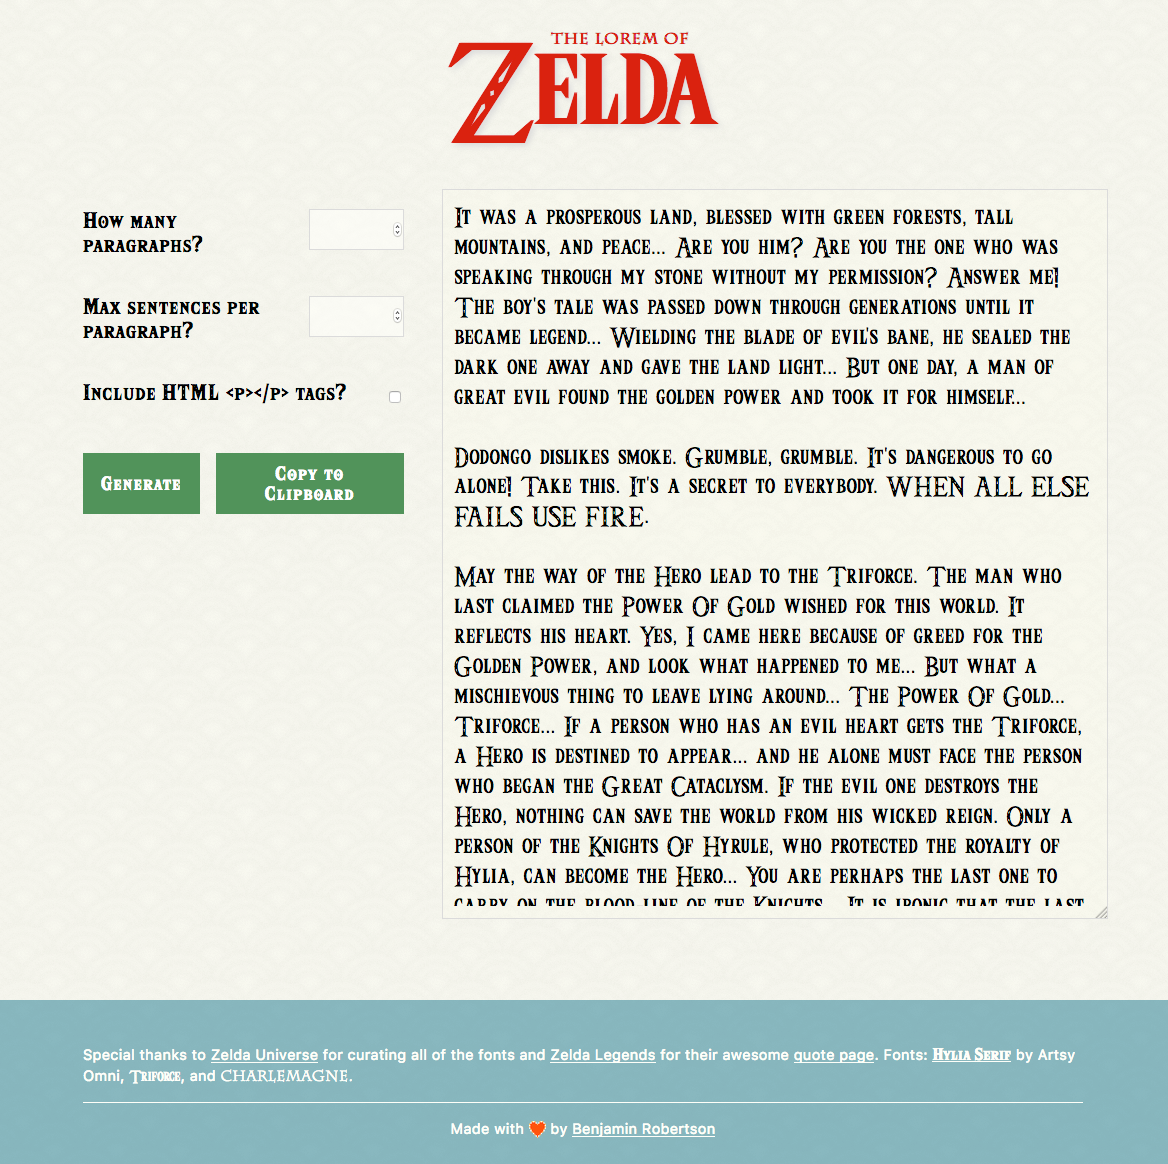 THE LOREM OF
ZELDA
How many
paragraphs?
Max sentences per
paragraph?
Include HTML <p></p> tags?
Generate
Copy to
Clipboard
It was a prosperous land, blessed with green forests, tall
mountains, and peace... Are you him? Are you the one who was
speaking through my stone without my permission? Answer me!
The boy's tale was passed down through generations until it
became legend... Wielding the blade of evil's bane, he sealed the
dark one away and gave the land light... But one day, a man of
great evil found the golden power and took it for himself...
Dodongo dislikes smoke. Grumble, grumble. It's dangerous to go
alone! Take this. It's a secret to everybody. WHEN ALL ELSE
FAILS USE FIRE.
May the way of the Hero lead to the Triforce. The man who
last claimed the Power Of Gold wished for this world. It
reflects his heart. Yes, I came here because of greed for the
Golden Power, and look what happened to me... But what a
mischievous thing to leave lying around... The Power Of Gold...
Triforce... If a person who has an evil heart gets the Triforce,
a Hero is destined to appear... and he alone must face the person
who began the Great Cataclysm. If the evil one destroys the
Hero, nothing can save the world from his wicked reign. Only a
person of the Knights Of Hyrule, who protected the royalty of
Hylia, can become the Hero... You are perhaps the last one to
carry on the blood-line of the Knights... It is ironic that the last
Special thanks to Zelda Universe for curating all of the fonts and Zelda Legends for their awesome quote page. Fonts: Hylia Serif by Artsy
Omni, Triforce, and CHARLEMAGNE.
Made with ❤️ by Benjamin Robertson